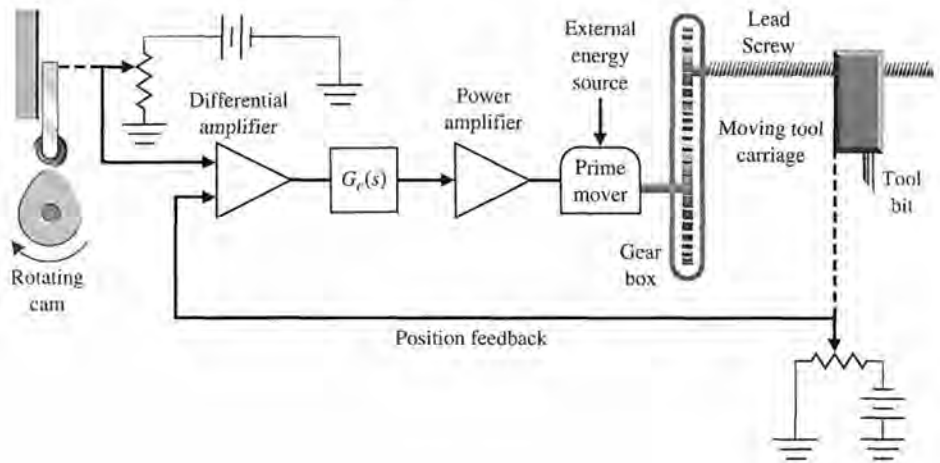 Lead
Screw
External
energy
source
Differential
amplifier
Power
amplifier
Moving tool
carriage
G_c(s)
Prime
mover
Tool
bit
Rotating
cam
Gear
box
Position feedback